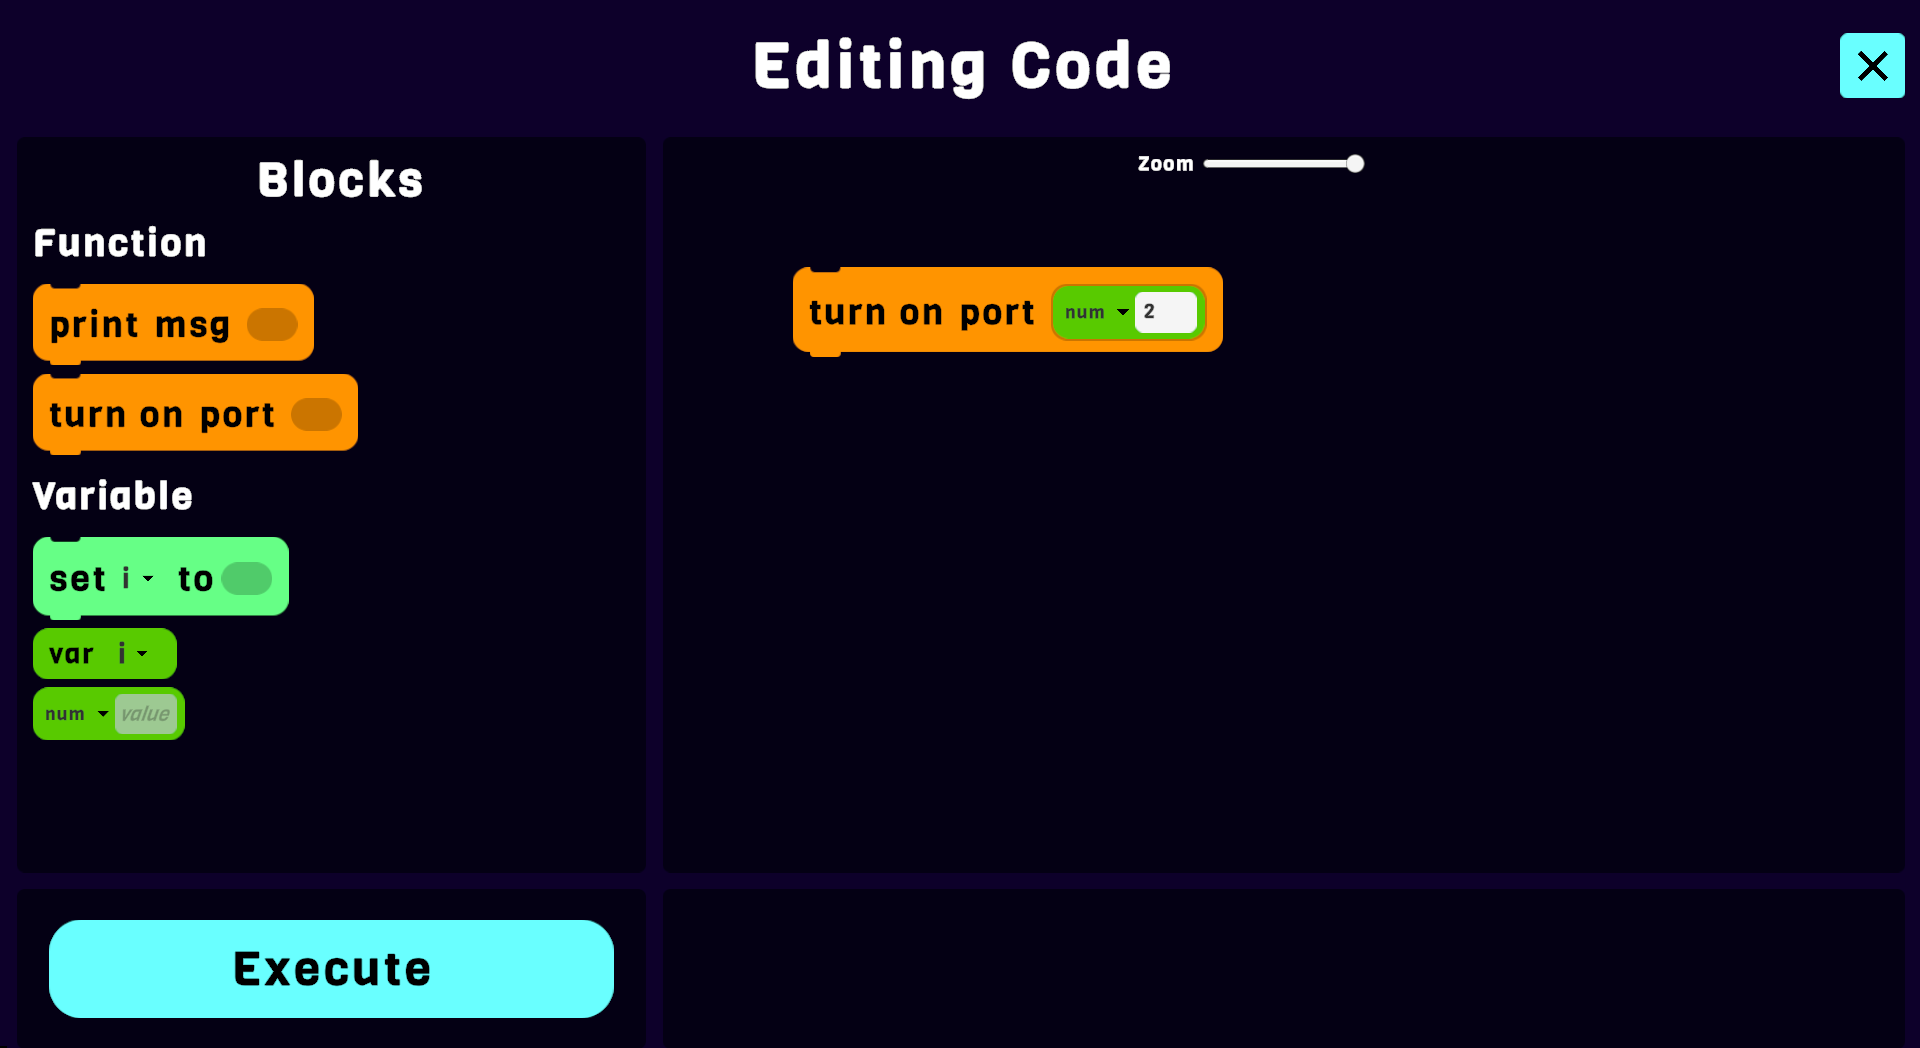 Editing Code
Blocks
Function
print msg
turn on port
Variable
set i to
var i
num value
Execute
Zoom
turn on port num 2